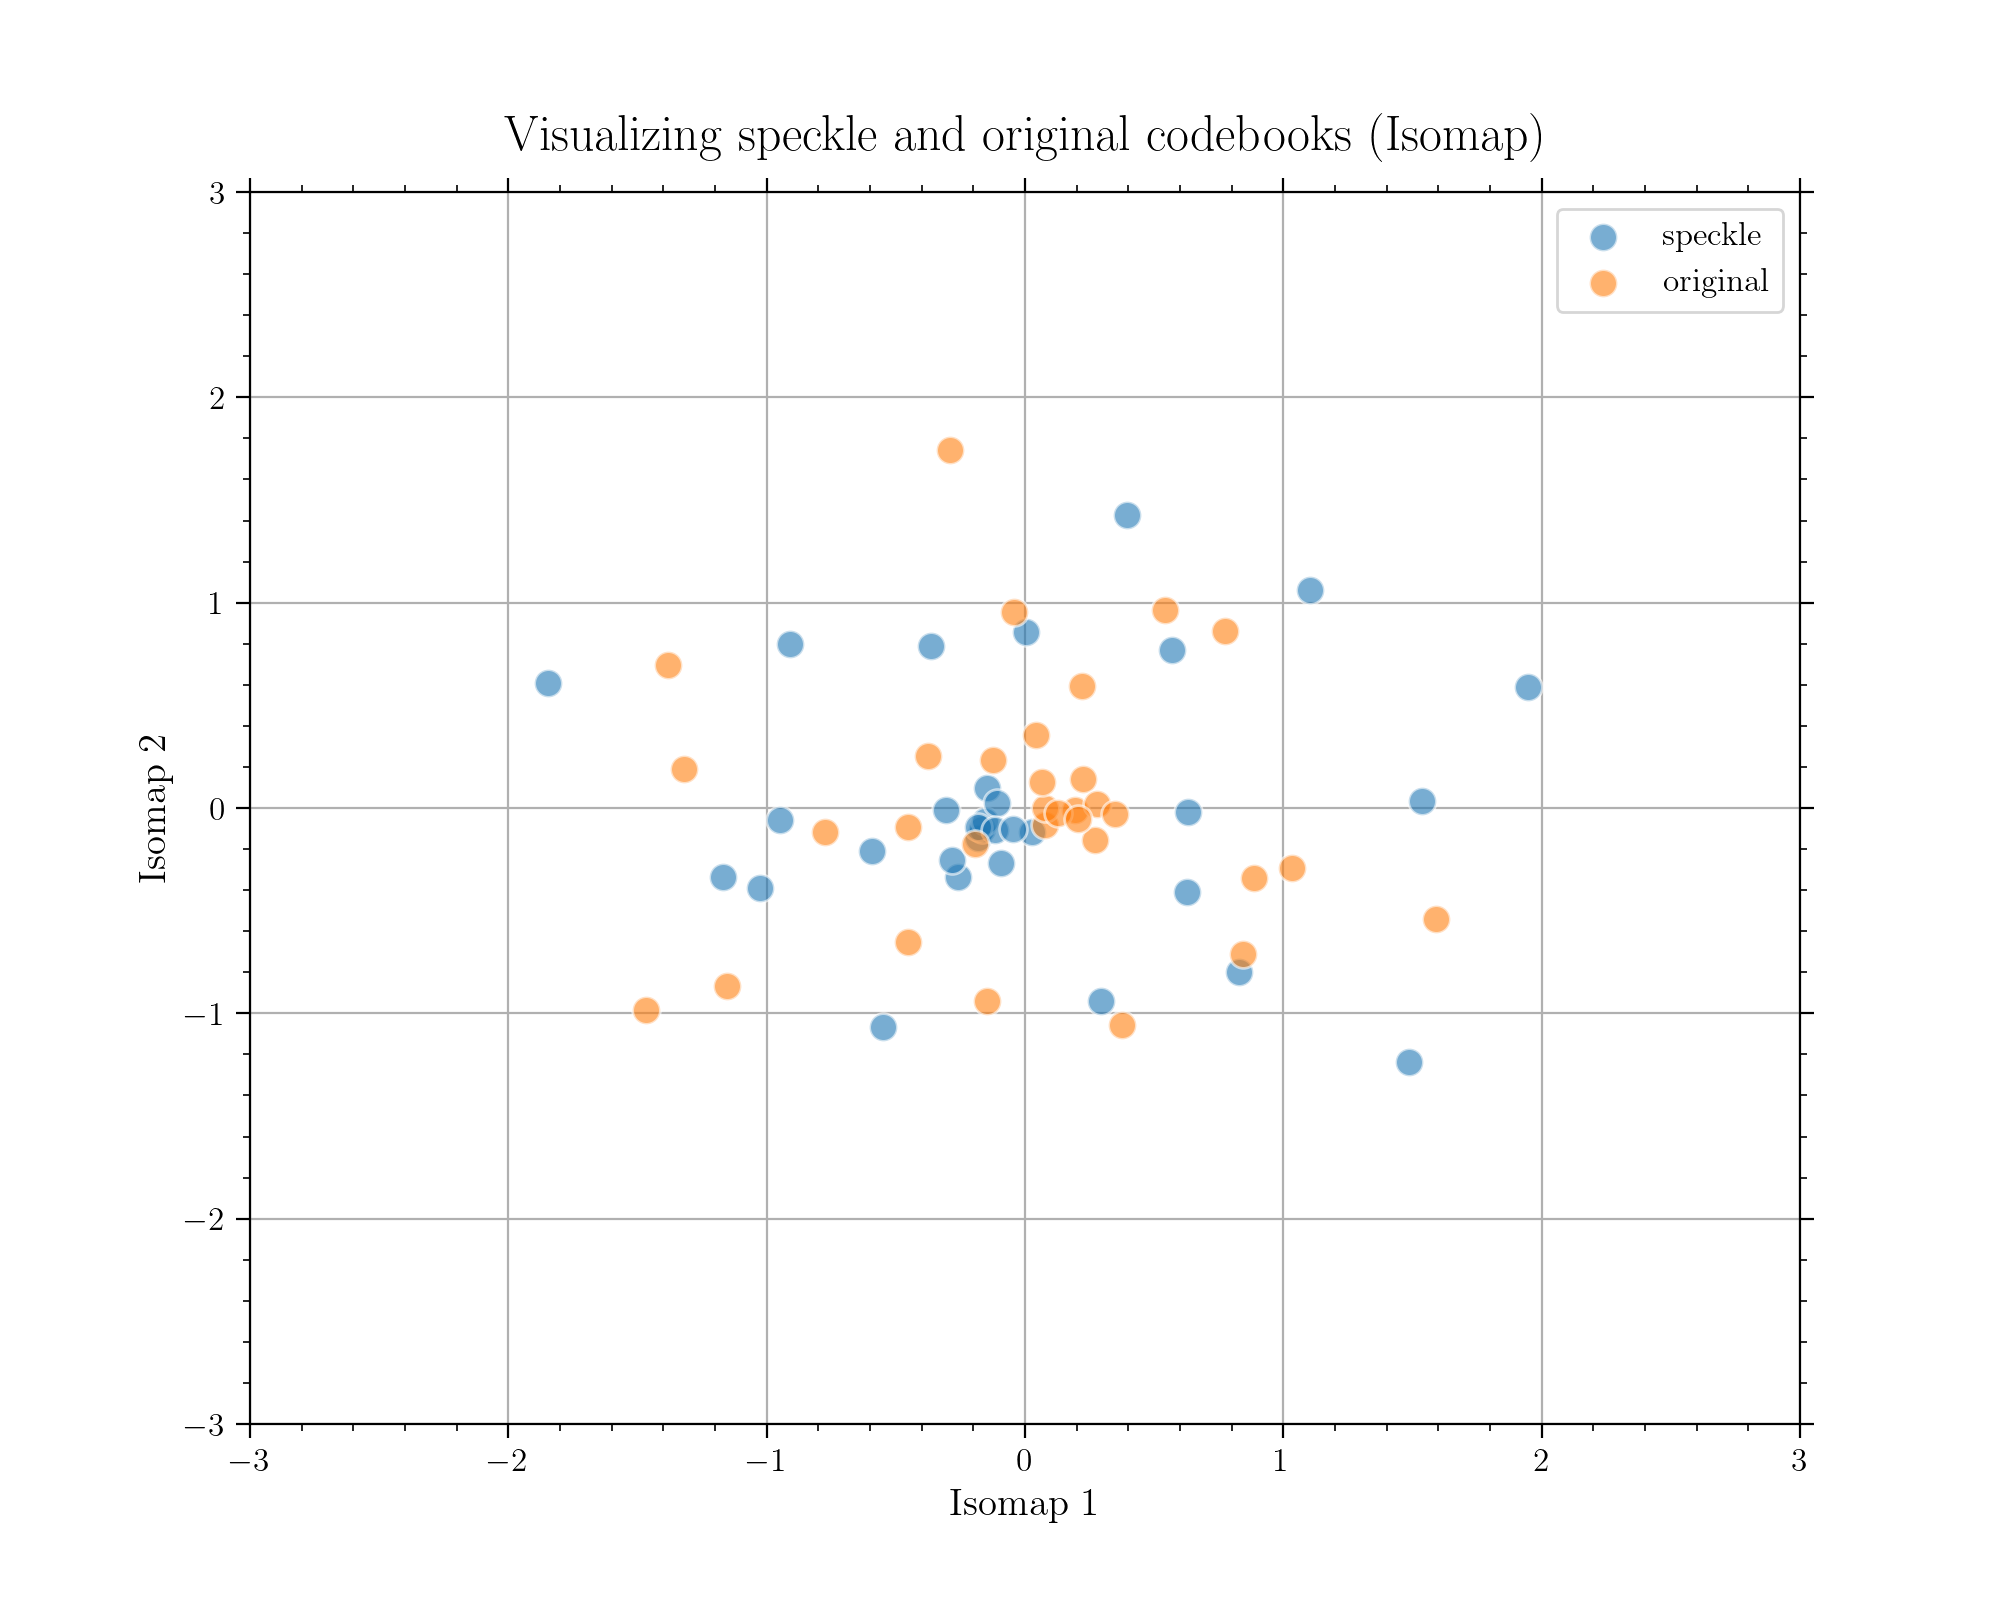 Visualizing speckle and original codebooks (Isomap)
speckle
original
3
2
1
0
−1
−2
−3
Isomap 2
−3
−2
−1
0
1
2
3
Isomap 1